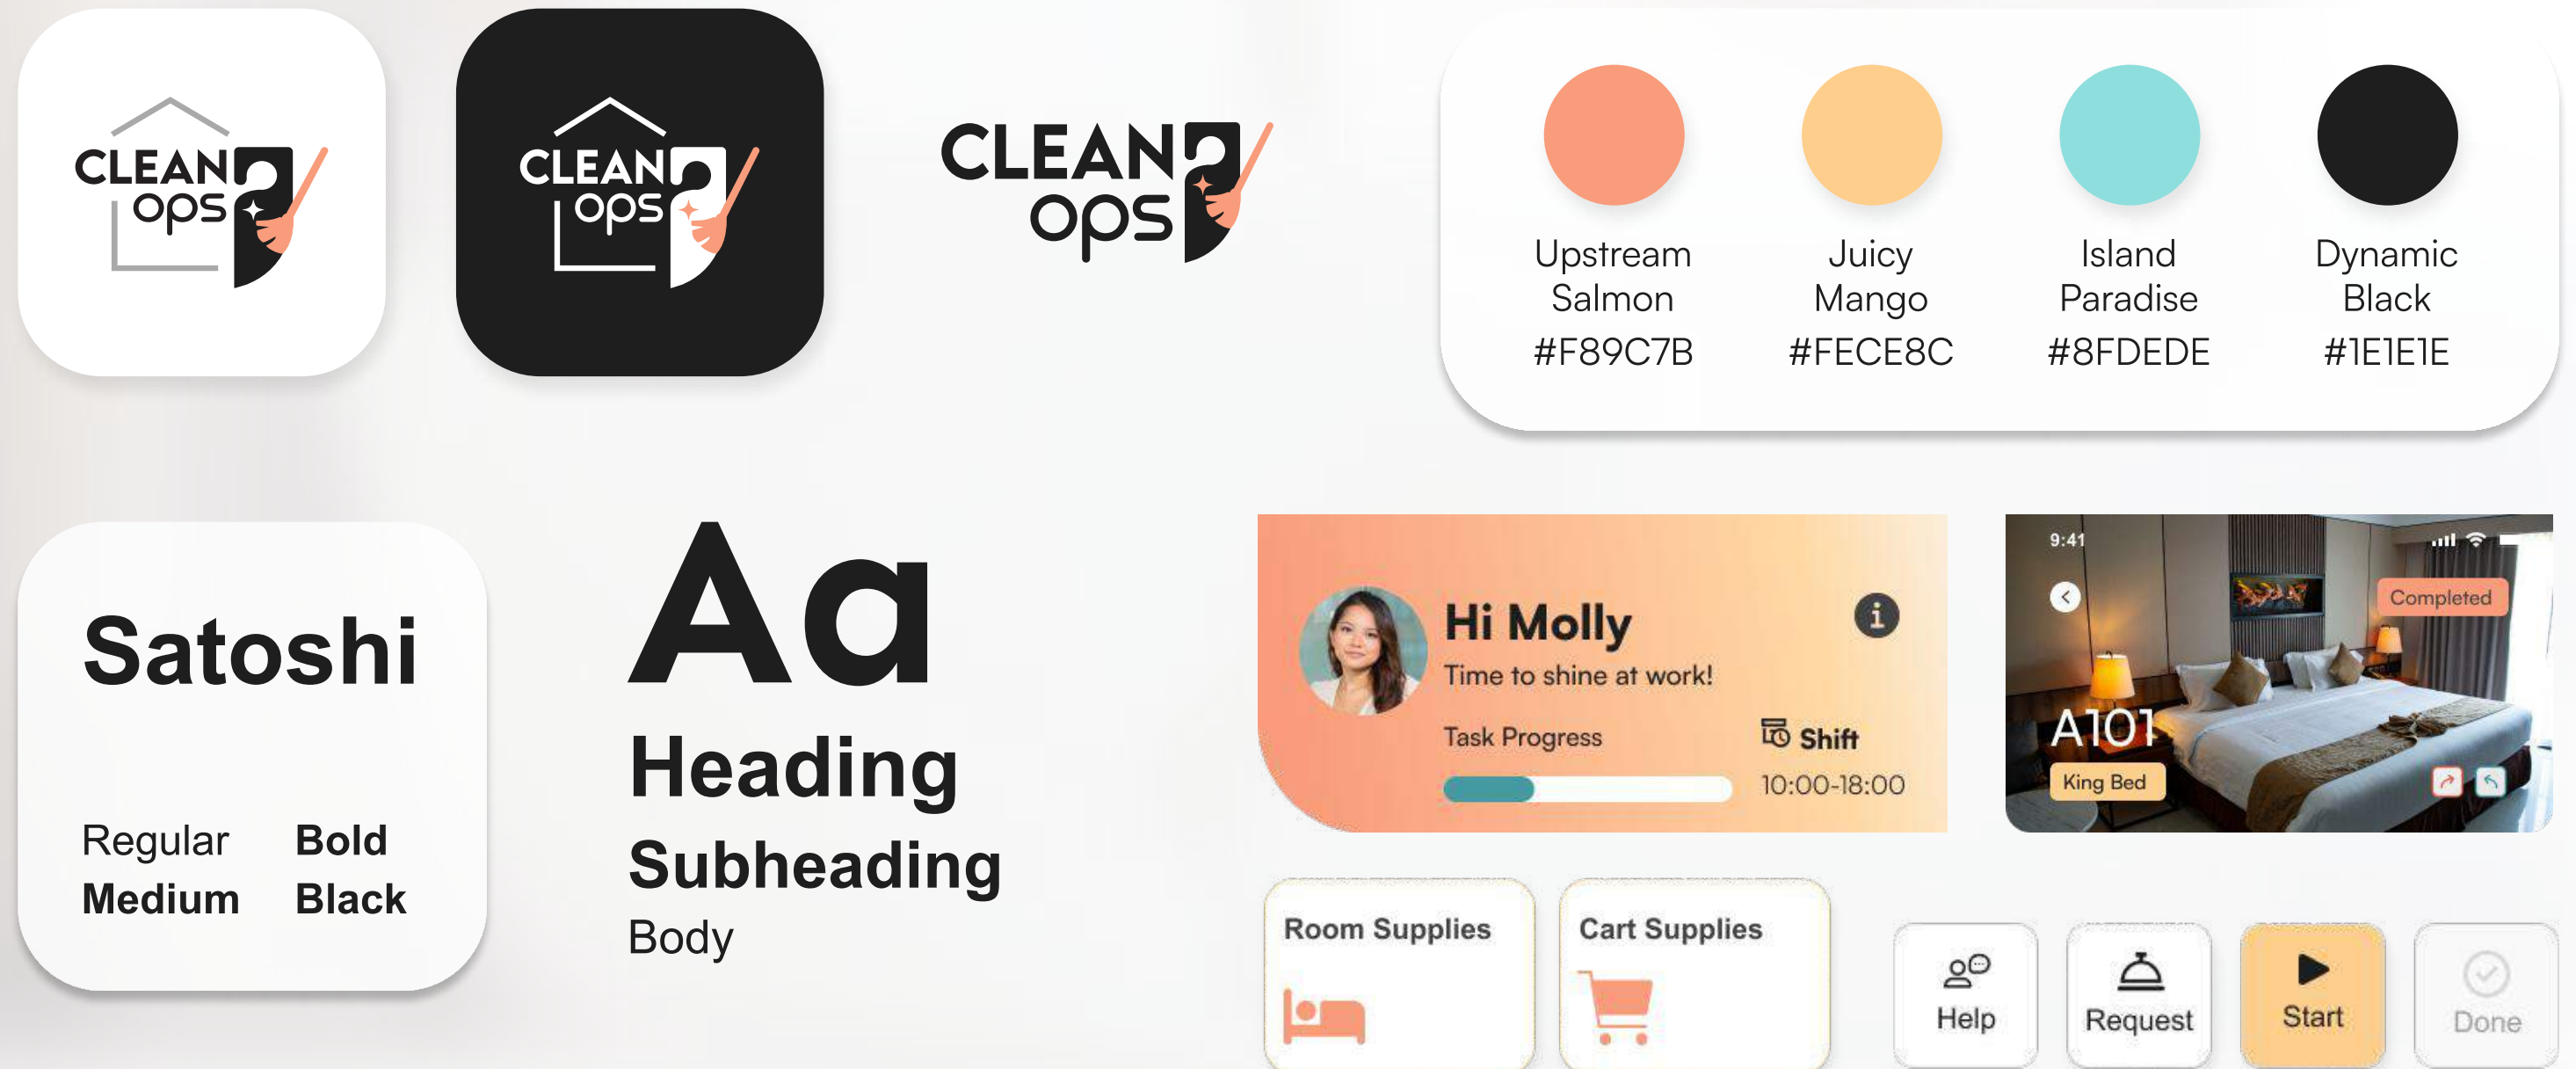 CLEAN
ops
CLEAN
ops
CLEAN
ops
Upstream
Salmon
#F89C7B
Juicy
Mango
#FECE8C
Island
Paradise
#8FDEDE
Dynamic
Black
#1E1E1E
Satoshi
Regular
Bold
Medium
Black
Aa
Heading
Subheading
Body
Hi Molly
Time to shine at work!
Task Progress
Shift
10:00-18:00
9:41
Completed
A101
King Bed
Room Supplies
Cart Supplies
Help
Request
Start
Done